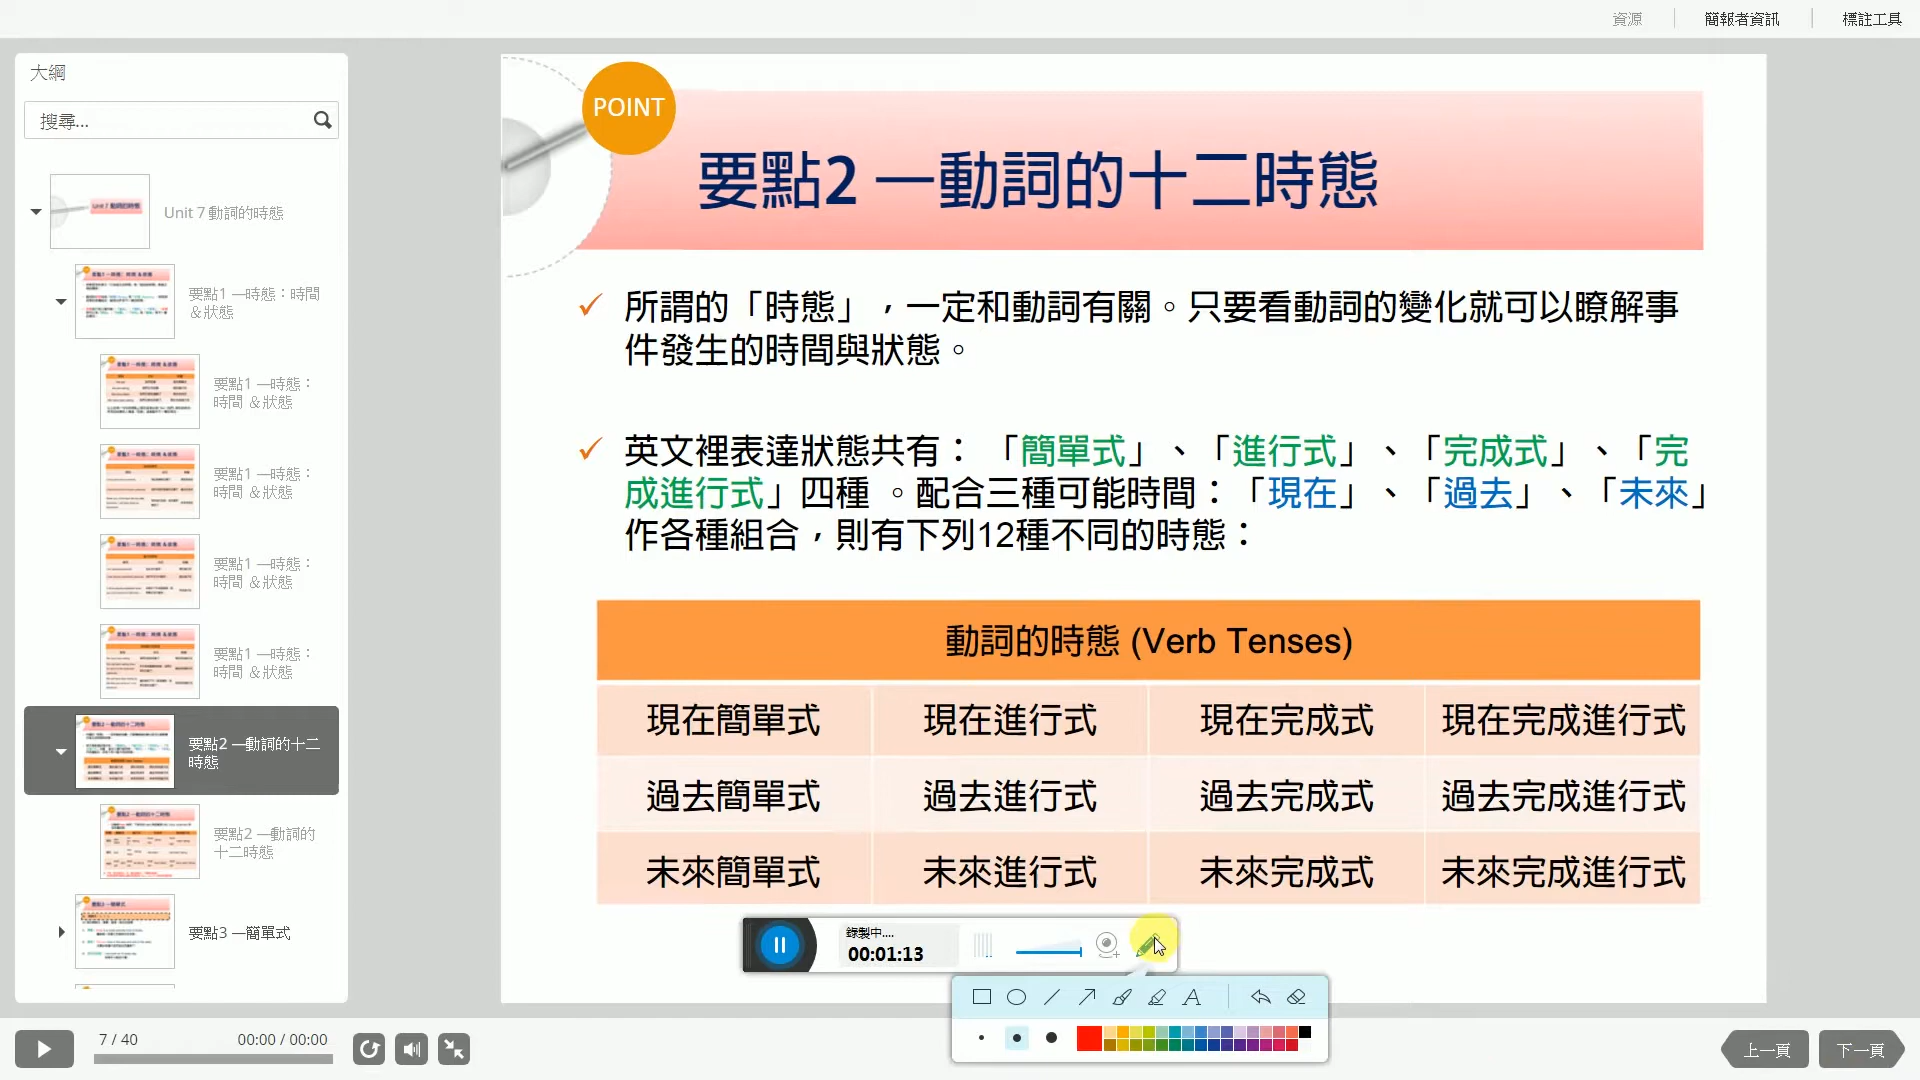 資源
簡報者資訊
標註工具
大綱
搜尋...
Unit 7 動詞的時態
要點1 —時態：時間
&狀態
要點1 —時態：
時間 &狀態
要點1 —時態：
時間 &狀態
要點1 —時態：
時間 &狀態
要點1 —時態：
時間 &狀態
要點2 —動詞的十二
時態
要點2 —動詞的
十二時態
要點3 —簡單式
POINT
要點2 —動詞的十二時態
所謂的「時態」，一定和動詞有關。只要看動詞的變化就可以瞭解事
件發生的時間與狀態。
英文裡表達狀態共有：「簡單式」、「進行式」、「完成式」、「完
成進行式」四種 。配合三種可能時間：「現在」、「過去」、「未來」
作各種組合，則有下列12種不同的時態：
動詞的時態 (Verb Tenses)
現在簡單式 現在進行式 現在完成式 現在完成進行式
過去簡單式 過去進行式 過去完成式 過去完成進行式
未來簡單式 未來進行式 未來完成式 未來完成進行式
錄製中....
00:01:13
A
7 / 40
00:00 / 00:00
上一頁
下一頁